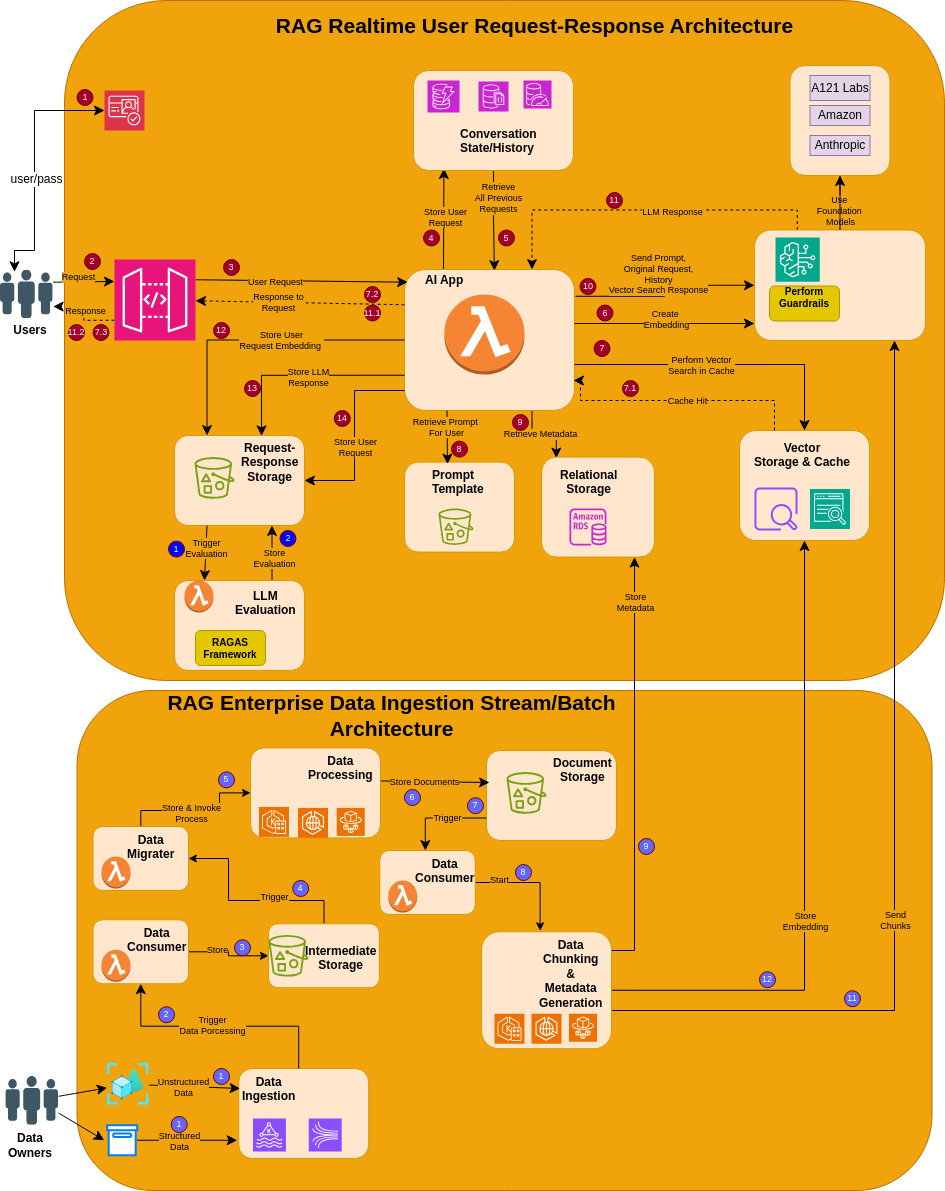 RAG Realtime User Request-Response Architecture
1
user/pass
Conversation
State/History
A121 Labs
Amazon
Anthropic
Retrieve
All Previous
Requests
Store User
Request
4
5
11
LLM Response
Use
Foundation
Models
2
Request
3
User Request
Response to
Request
7.2
11.1
AI App
10
Send Prompt,
Original Request,
History
Vector Search Response
6
Create
Embedding
Perform
Guardrails
Response
11.2
7.3
Users
12
Store User
Request Embedding
7
Perform Vector
Search in Cache
13
Store LLM
Response
7.1
Cache Hit
14
Store User
Request
Retrieve Prompt
For User
8
9
Retrieve Metadata
Request-
Response
Storage
Prompt
Template
Relational
Storage
Amazon
RDS
Vector
Storage & Cache
1
Trigger
Evaluation
2
Store
Evaluation
LLM
Evaluation
RAGAS
Framework
Store
Metadata
RAG Enterprise Data Ingestion Stream/Batch
Architecture
Data
Processing
5
Store & Invoke
Process
Store Documents
6
Document
Storage
7
Trigger
Data
Migrater
Data
Consumer
8
Start
9
4
Trigger
Data
Consumer
Store
3
Intermediate
Storage
Data
Chunking
&
Metadata
Generation
Store
Embedding
Send
Chunks
12
11
2
Trigger
Data Porcessing
Unstructured
Data
1
Data
Ingestion
1
Structured
Data
Data
Owners